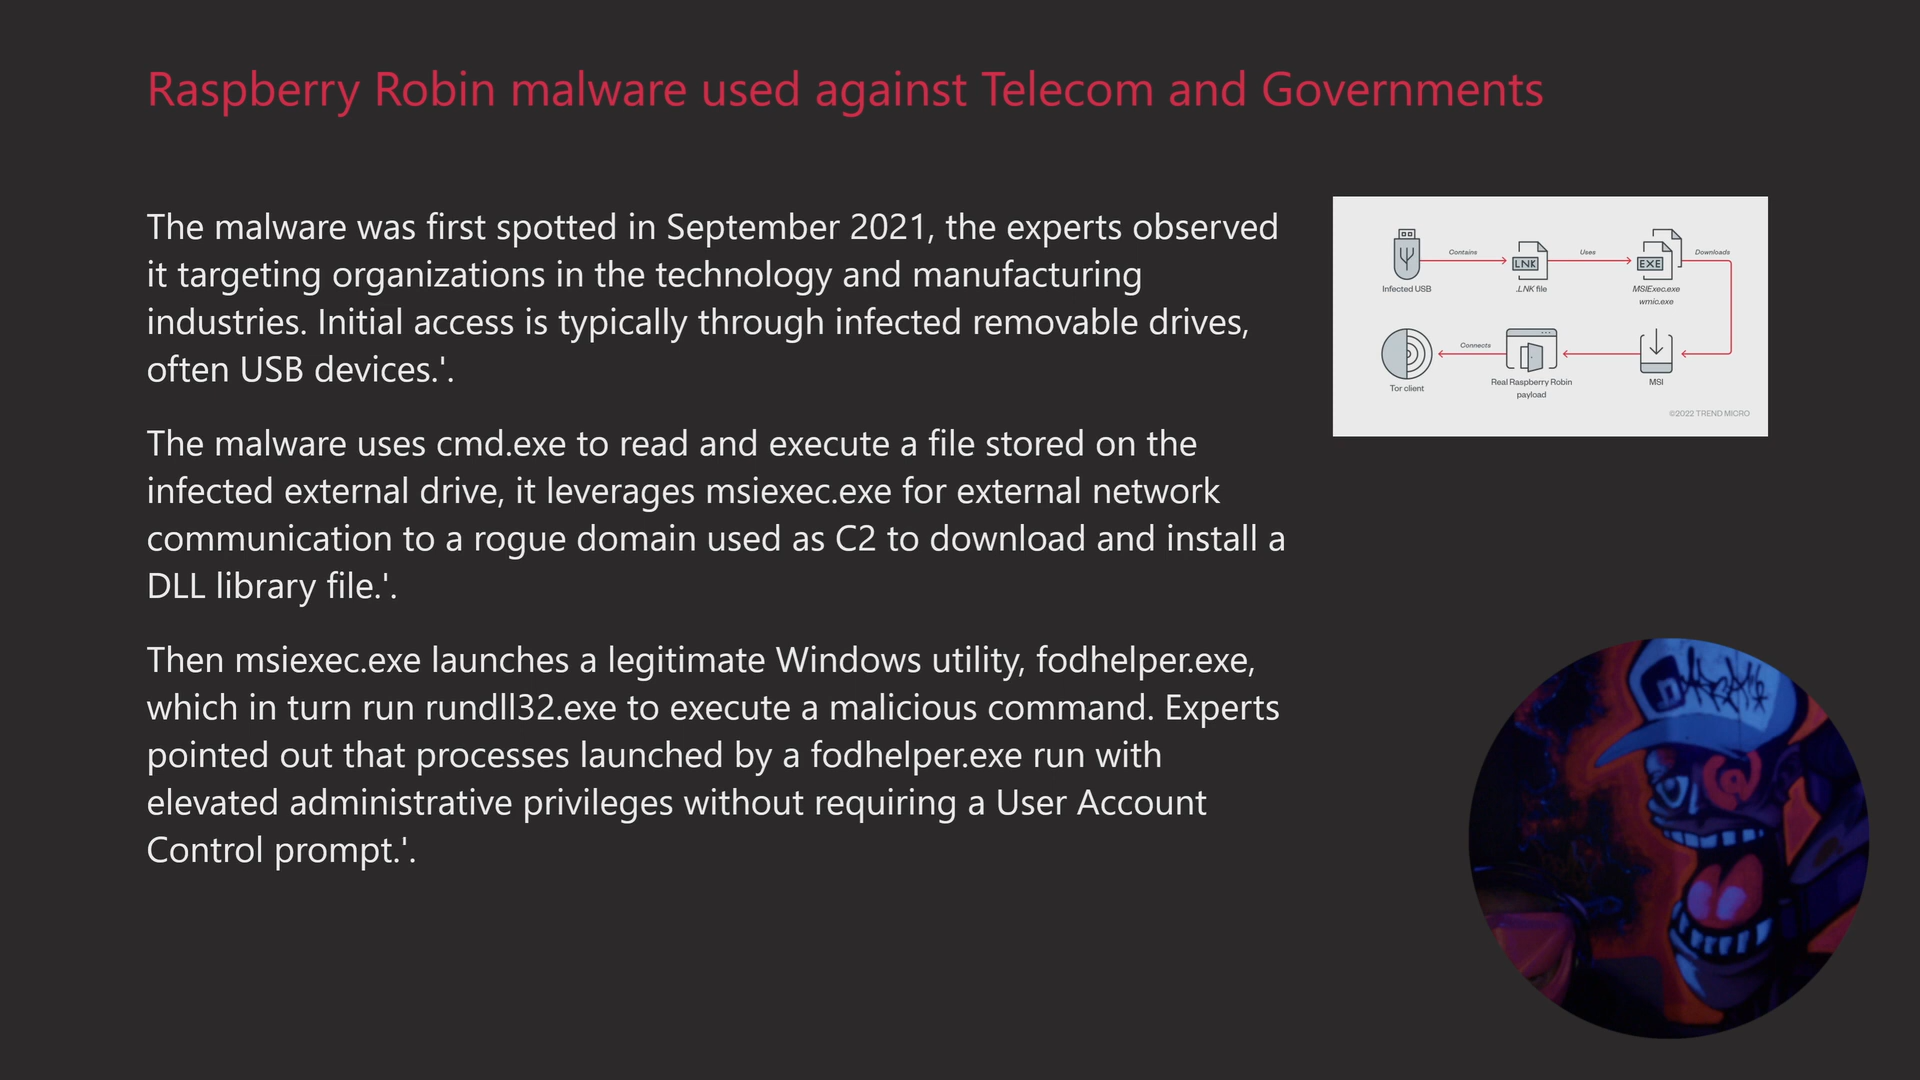 Raspberry Robin malware used against Telecom and Governments
The malware was first spotted in September 2021, the experts observed
it targeting organizations in the technology and manufacturing
industries. Initial access is typically through infected removable drives,
often USB devices.'.
The malware uses cmd.exe to read and execute a file stored on the
infected external drive, it leverages msiexec.exe for external network
communication to a rogue domain used as C2 to download and install a
DLL library file.'.
Then msiexec.exe launches a legitimate Windows utility, fodhelper.exe,
which in turn run rundll32.exe to execute a malicious command. Experts
pointed out that processes launched by a fodhelper.exe run with
elevated administrative privileges without requiring a User Account
Control prompt.'.
Contains
Uses
Downloads
LNK
EXE
Infected USB
.LNK file
MSIExec.exe
wmic.exe
Connects
Tor client
Real Raspberry Robin
payload
MSI
©2022 TREND MICRO